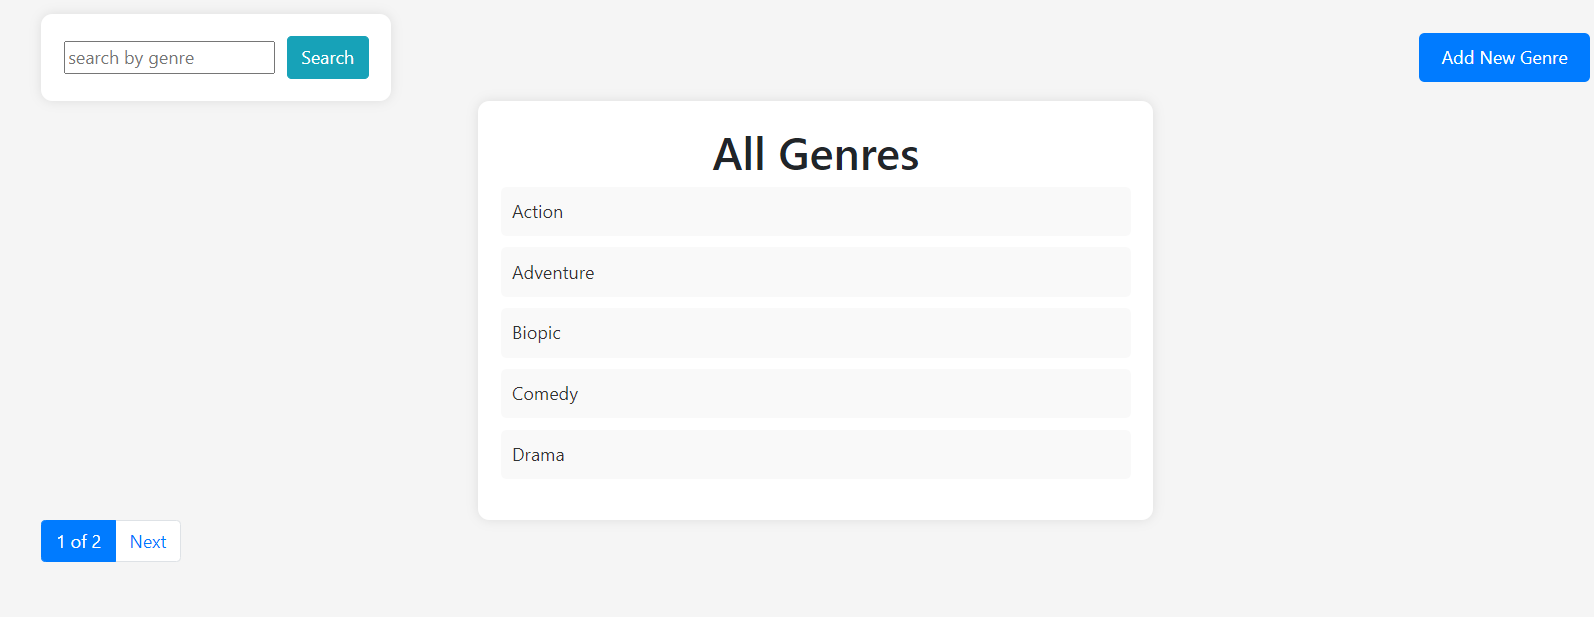 search by genre
Search
Add New Genre
All Genres
Action
Adventure
Biopic
Comedy
Drama
1 of 2
Next